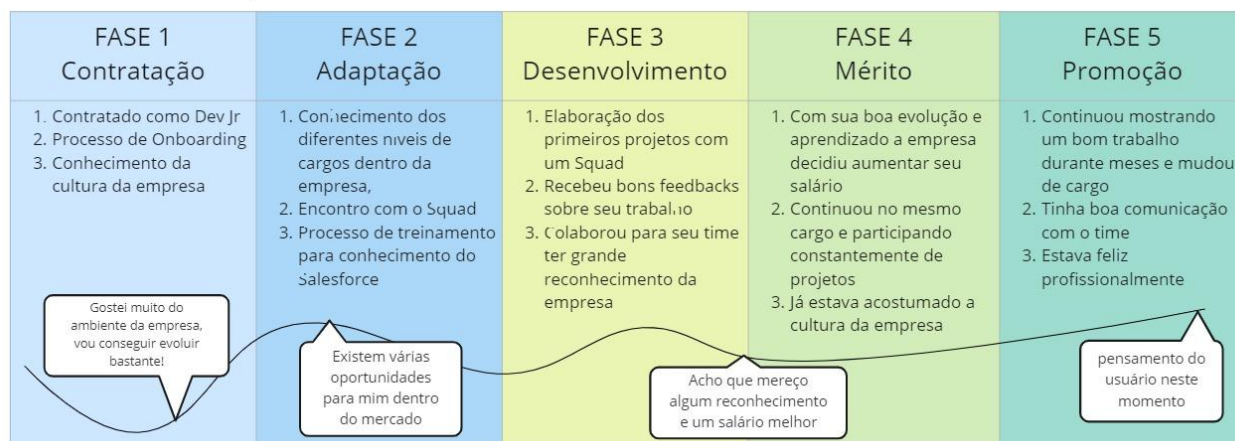 FASE 1
Contratação
1. Contratado como Dev Jr
2. Processo de Onboarding
3. Conhecimento da
cultura da empresa
Gostei muito do
ambiente da empresa,
vou conseguir evoluir
bastante!
FASE 2
Adaptação
1. Conhecimento dos
diferentes niveis de
cargos dentro da
empresa,
2. Encontro com o Squad
3. Processo de treinamento
para conhecimento do
Salesforce
Existem várias
oportunidades
para mim dentro
do mercado
FASE 3
Desenvolvimento
1. Elaboração dos
primeiros projetos com
um Squad
2. Recebeu bons feedbacks
sobre seu trabalho
3. Colaborou para seu time
ter grande
reconhecimento da
empresa
Acho que mereço
algum reconhecimento
e um salário melhor
FASE 4
Mérito
1. Com sua boa evolução e
aprendizado a empresa
decidiu aumentar seu
salário
2. Continuou no mesmo
cargo e participando
constantemente de
projetos
3. Já estava acostumado a
cultura da empresa
FASE 5
Promoção
1. Continuou mostrando
um bom trabalho
durante meses e mudou
de cargo
2. Tinha boa comunicação
com o time
3. Estava feliz
profissionalmente
pensamento do
usuário neste
momento